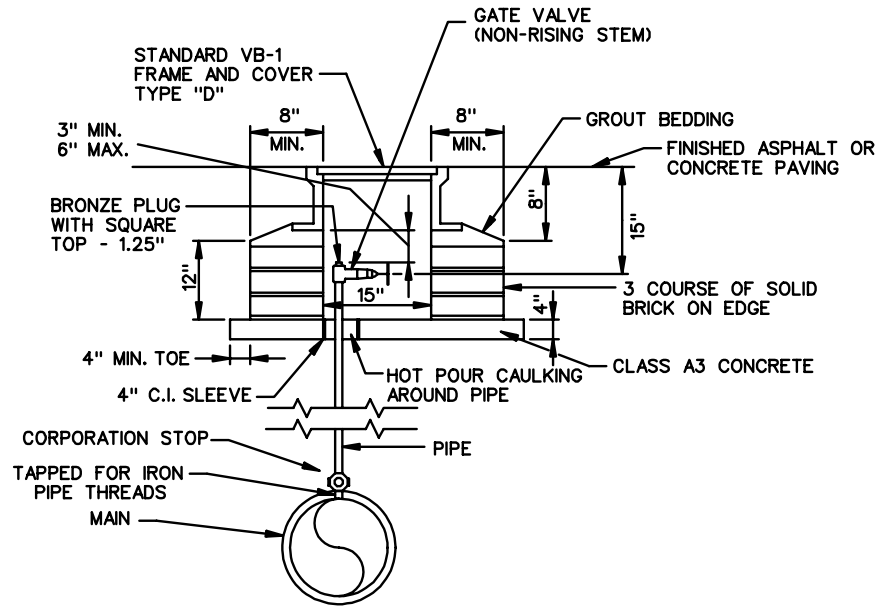 GATE VALVE
(NON-RISING STEM)
STANDARD VB-1
FRAME AND COVER
TYPE "D"
8"
MIN.
8"
MIN.
GROUT BEDDING
3" MIN.
6" MAX.
FINISHED ASPHALT OR
CONCRETE PAVING
BRONZE PLUG
WITH SQUARE
TOP - 1.25"
8"
15"
12"
15"
3 COURSE OF SOLID
BRICK ON EDGE
4"
4" MIN. TOE
CLASS A3 CONCRETE
4" C.I. SLEEVE
HOT POUR CAULKING
AROUND PIPE
CORPORATION STOP
PIPE
TAPPED FOR IRON
PIPE THREADS
MAIN